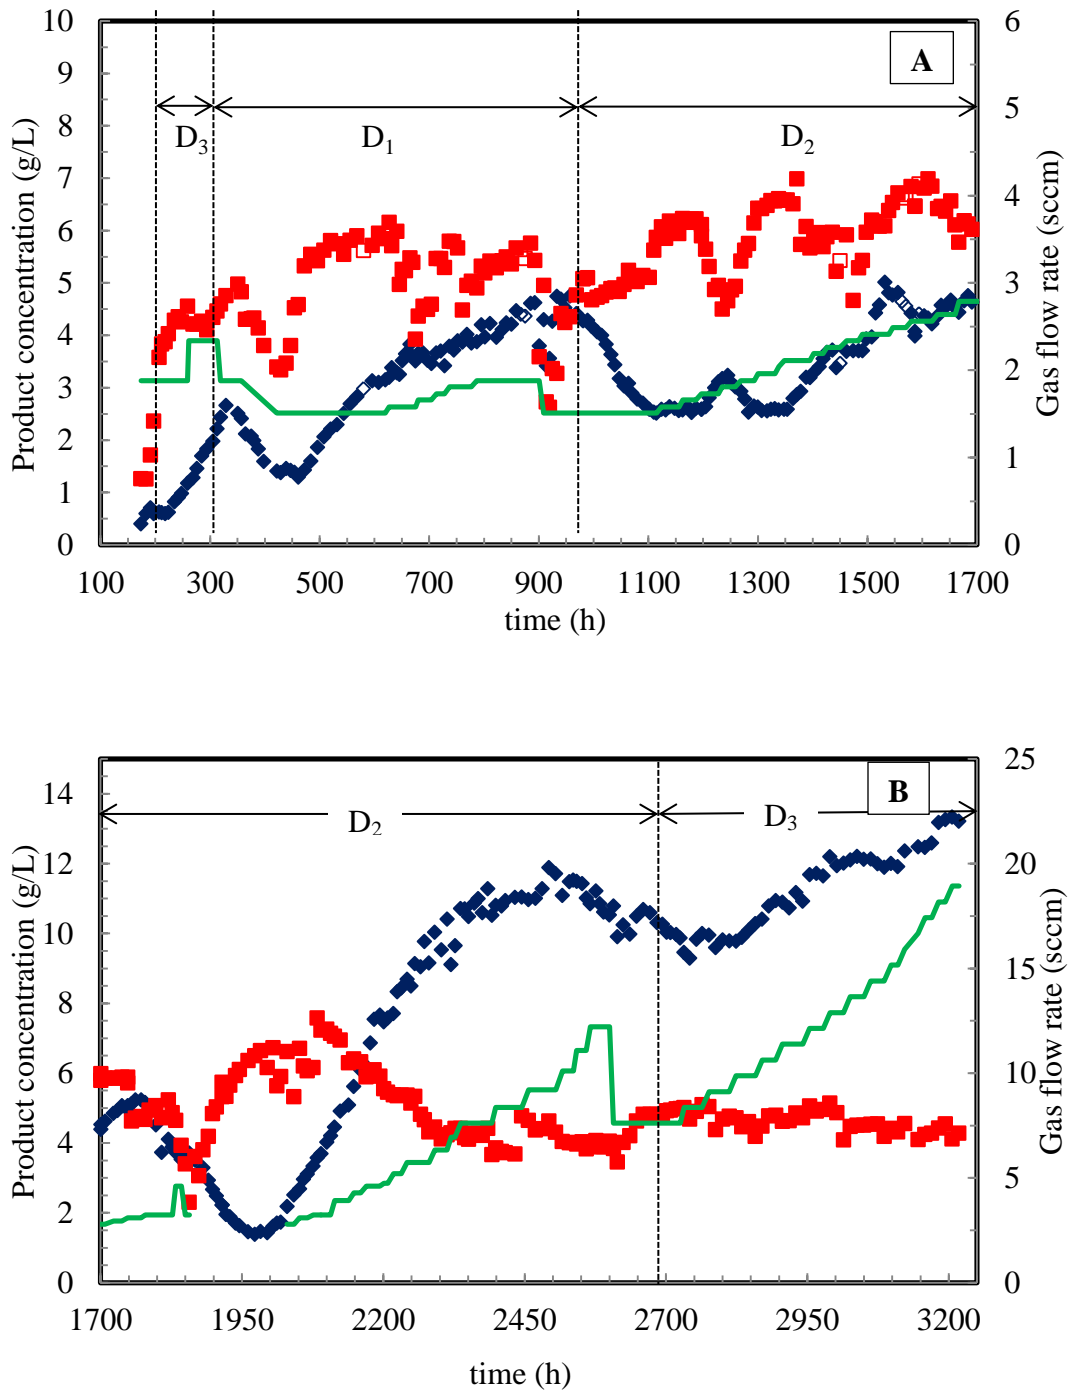 10
9
8
7
6
5
4
3
2
1
0
Product concentration (g/L)
A
D3
D1
D2
6
5
4
3
2
1
0
Gas flow rate (sccm)
100 300 500 700 900 1100 1300 1500 1700
time (h)
14
12
10
8
6
4
2
0
Product concentration (g/L)
B
D2
D3
25
20
15
10
5
0
Gas flow rate (sccm)
1700 1950 2200 2450 2700 2950 3200
time (h)